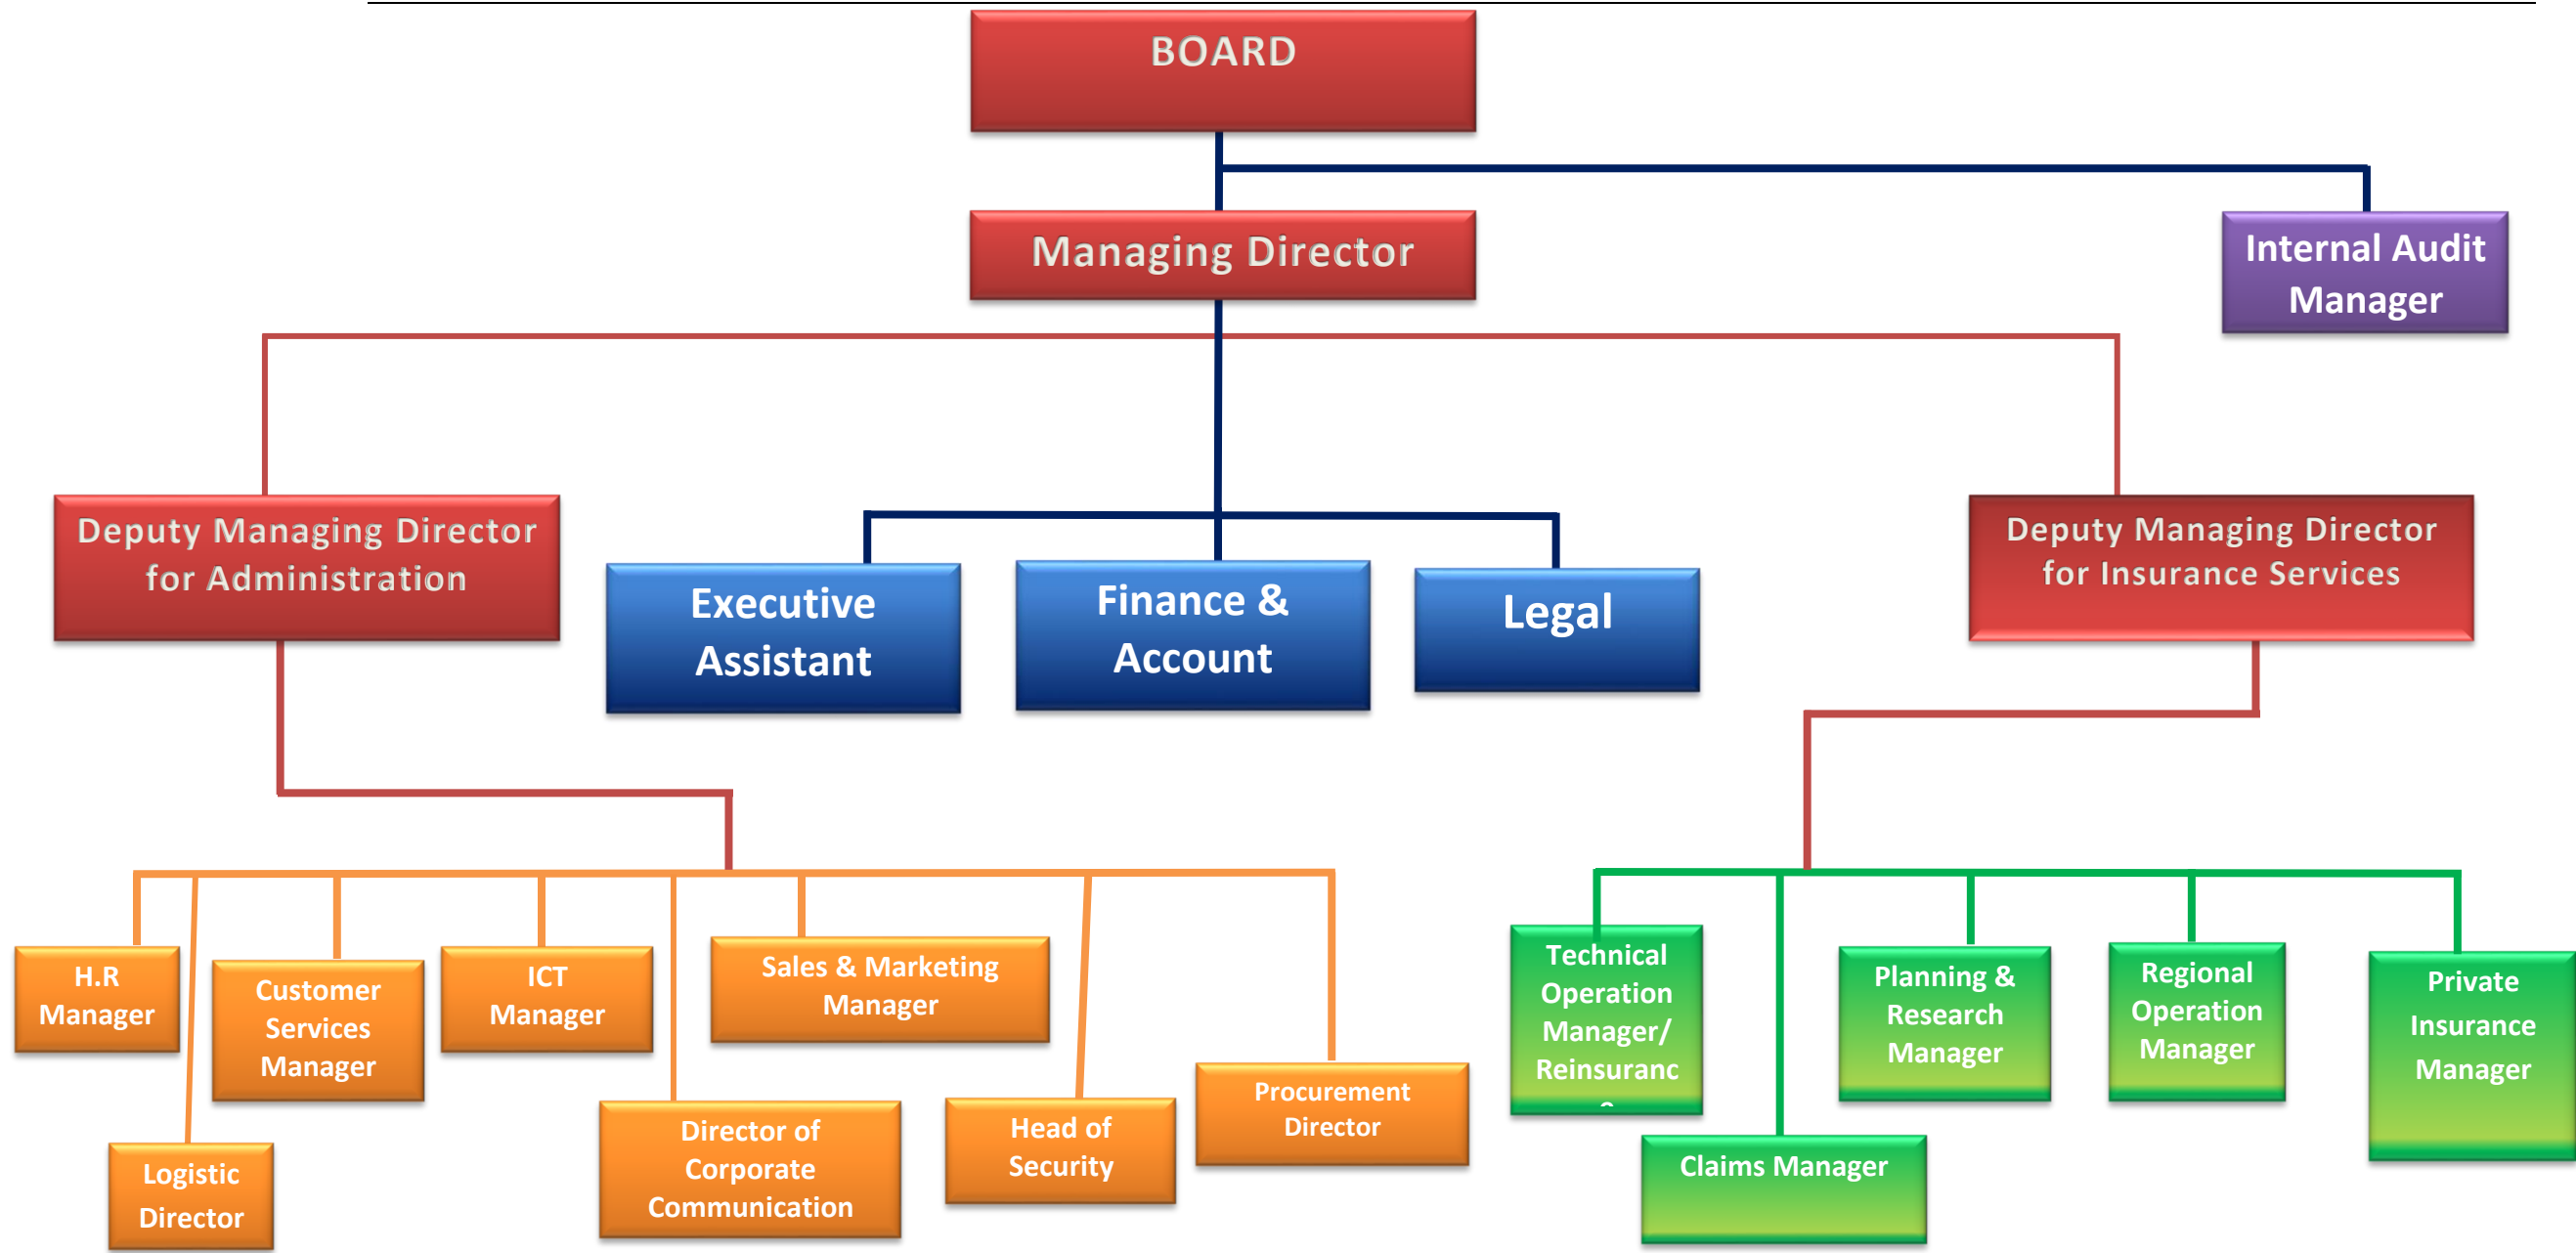 BOARD
Managing Director
Internal Audit
Manager
Deputy Managing Director
for Administration
Executive
Assistant
Finance &
Account
Legal
Deputy Managing Director
for Insurance Services
H.R
Manager
Logistic
Director
Customer
Services
Manager
ICT
Manager
Director of
Corporate
Communication
Sales & Marketing
Manager
Head of
Security
Procurement
Director
Technical
Operation
Manager/
Reinsuranc
Claims Manager
Planning &
Research
Manager
Regional
Operation
Manager
Private
Insurance
Manager